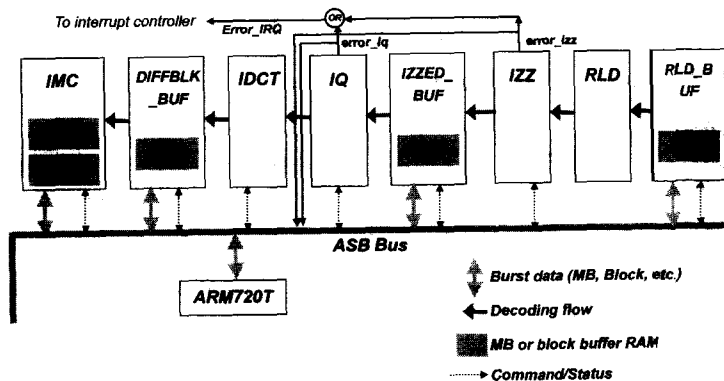 To interrupt controller
Error_IRQ
OR
error_iq
error_izz
IMC
DIFFBLK
_BUF
IDCT
IQ
IZZED_
BUF
IZZ
RLD
RLD_B
UF
ASB Bus
ARM720T
Burst data (MB, Block, etc.)
Decoding flow
MB or block buffer RAM
Command/Status